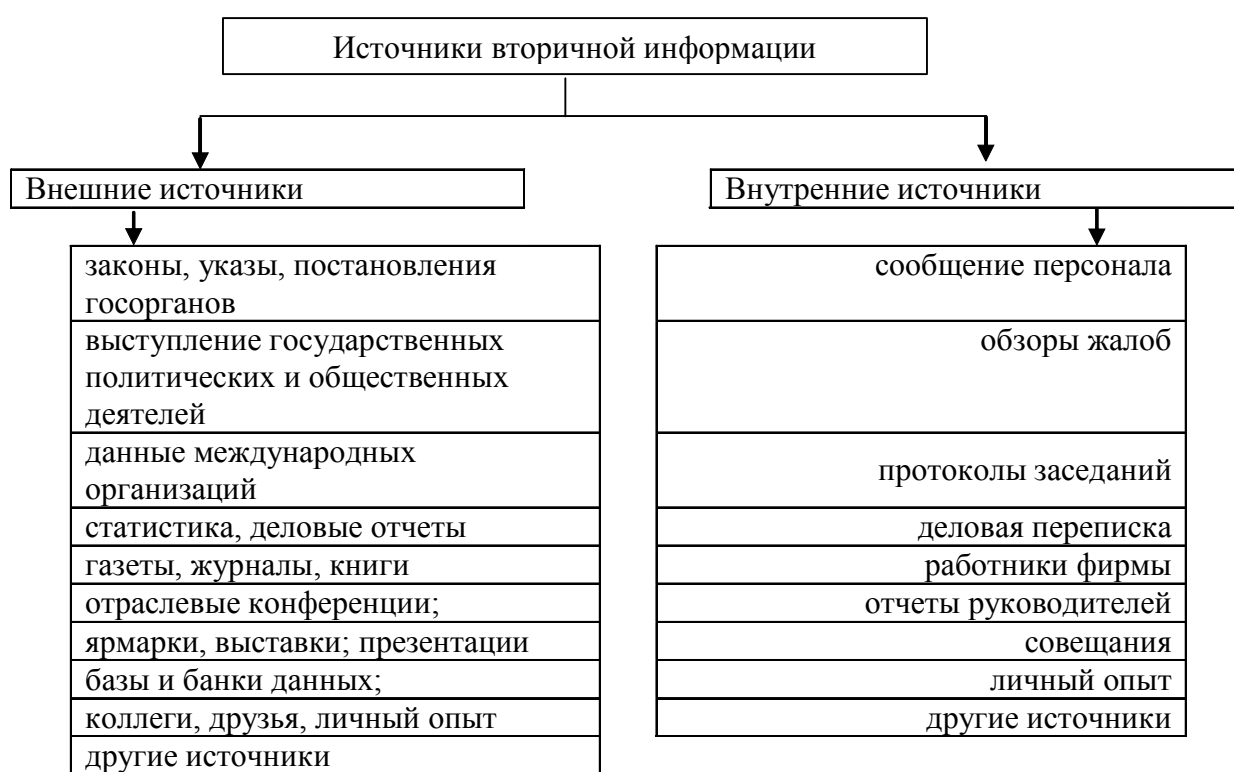 Источники вторичной информации
Внешние источники
законы, указы, постановления
госорганов
выступление государственных
политических и общественных
деятелей
данные международных
организаций
статистика, деловые отчеты
газеты, журналы, книги
отраслевые конференции;
ярмарки, выставки; презентации
базы и банки данных;
коллеги, друзья, личный опыт
другие источники
Внутренние источники
сообщение персонала
обзоры жалоб
протоколы заседаний
деловая переписка
работники фирмы
отчеты руководителей
совещания
личный опыт
другие источники